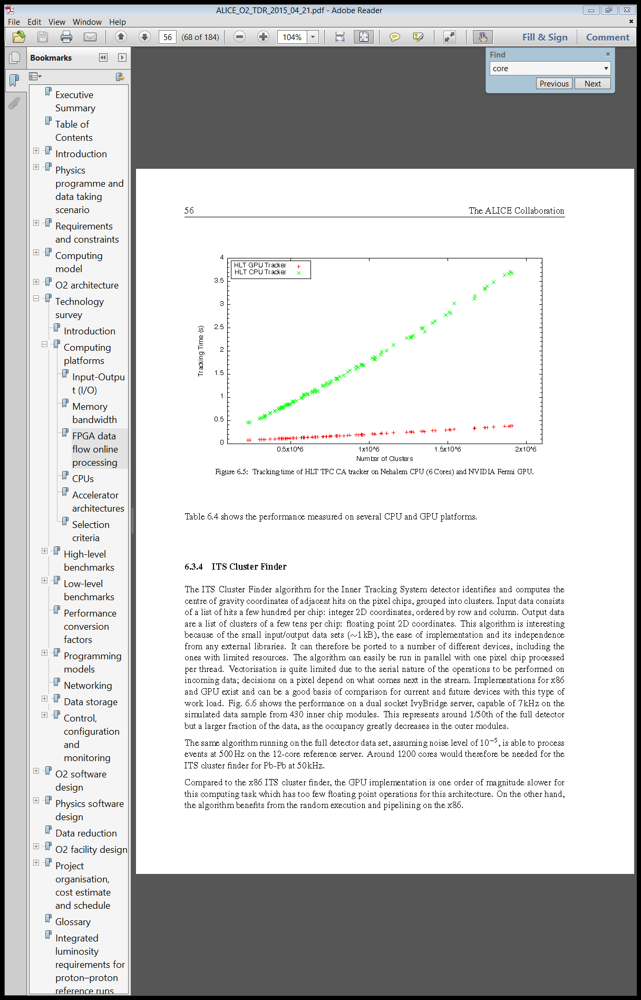 ALICE_O2_TDR_2015_04_21.pdf - Adobe Reader
File Edit View Window Help
56 (68 of 184) 104% Fill & Sign Comment
Bookmarks
Find
core
Previous Next
Executive
Summary
Table of
Contents
Introduction
Physics
programme and
data taking
scenario
Requirements
and constraints
Computing
model
O2 architecture
Technology
survey
Introduction
Computing
platforms
Input-Outpu
t (I/O)
Memory
bandwidth
FPGA data
flow online
processing
CPUs
Accelerator
architectures
Selection
criteria
High-level
benchmarks
Low-level
benchmarks
Performance
conversion
factors
Programming
models
Networking
Data storage
Control,
configuration
and
monitoring
O2 software
design
Physics software
design
Data reduction
O2 facility design
Project
organisation,
cost estimate
and schedule
Glossary
Integrated
luminosity
requirements for
proton–proton
reference runs
56 The ALICE Collaboration
HLT GPU Tracker
HLT CPU Tracker
Tracking Time (s)
4
3.5
3
2.5
2
1.5
1
0.5
0
0.5x10^6 1x10^6 1.5x10^6 2x10^6
Number of Clusters
Figure 6.5: Tracking time of HLT TPC CA tracker on Nehalem CPU (6 Cores) and NVIDIA Fermi GPU.
Table 6.4 shows the performance measured on several CPU and GPU platforms.
6.3.4 ITS Cluster Finder
The ITS Cluster Finder algorithm for the Inner Tracking System detector identifies and computes the
centre of gravity coordinates of adjacent hits on the pixel chips, grouped into clusters. Input data consists
of a list of hits a few hundred per chip: integer 2D coordinates, ordered by row and column. Output data
are a list of clusters of a few tens per chip: floating point 2D coordinates. This algorithm is interesting
because of the small input/output data sets (∼1 kB), the ease of implementation and its independence
from any external libraries. It can therefore be ported to a number of different devices, including the
ones with limited resources. The algorithm can easily be run in parallel with one pixel chip processed
per thread. Vectorisation is quite limited due to the serial nature of the operations to be performed on
incoming data; decisions on a pixel depend on what comes next in the stream. Implementations for x86
and GPU exist and can be a good basis of comparison for current and future devices with this type of
work load. Fig. 6.6 shows the performance on a dual socket IvyBridge server, capable of 7 kHz on the
simulated data sample from 430 inner chip modules. This represents around 1/50th of the full detector
but a larger fraction of the data, as the occupancy greatly decreases in the outer modules.
The same algorithm running on the full detector data set, assuming noise level of 10⁻⁵, is able to process
events at 500 Hz on the 12-core reference server. Around 1200 cores would therefore be needed for the
ITS cluster finder for Pb-Pb at 50 kHz.
Compared to the x86 ITS cluster finder, the GPU implementation is one order of magnitude slower for
this computing task which has too few floating point operations for this architecture. On the other hand,
the algorithm benefits from the random execution and pipelining on the x86.